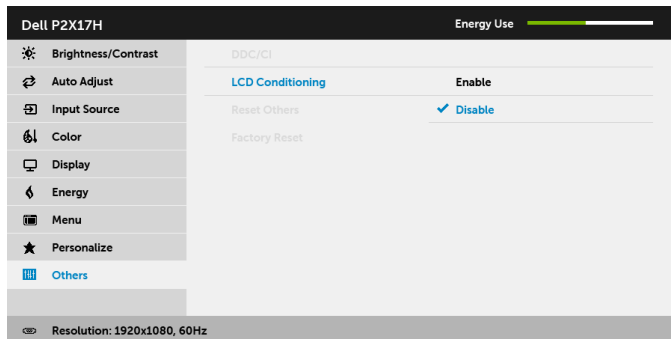 Dell P2X17H Energy Use
Brightness/Contrast DDC/CI
Auto Adjust LCD Conditioning Enable
Input Source Reset Others Disable
Color Factory Reset
Display
Energy
Menu
Personalize
Others
Resolution: 1920x1080, 60Hz